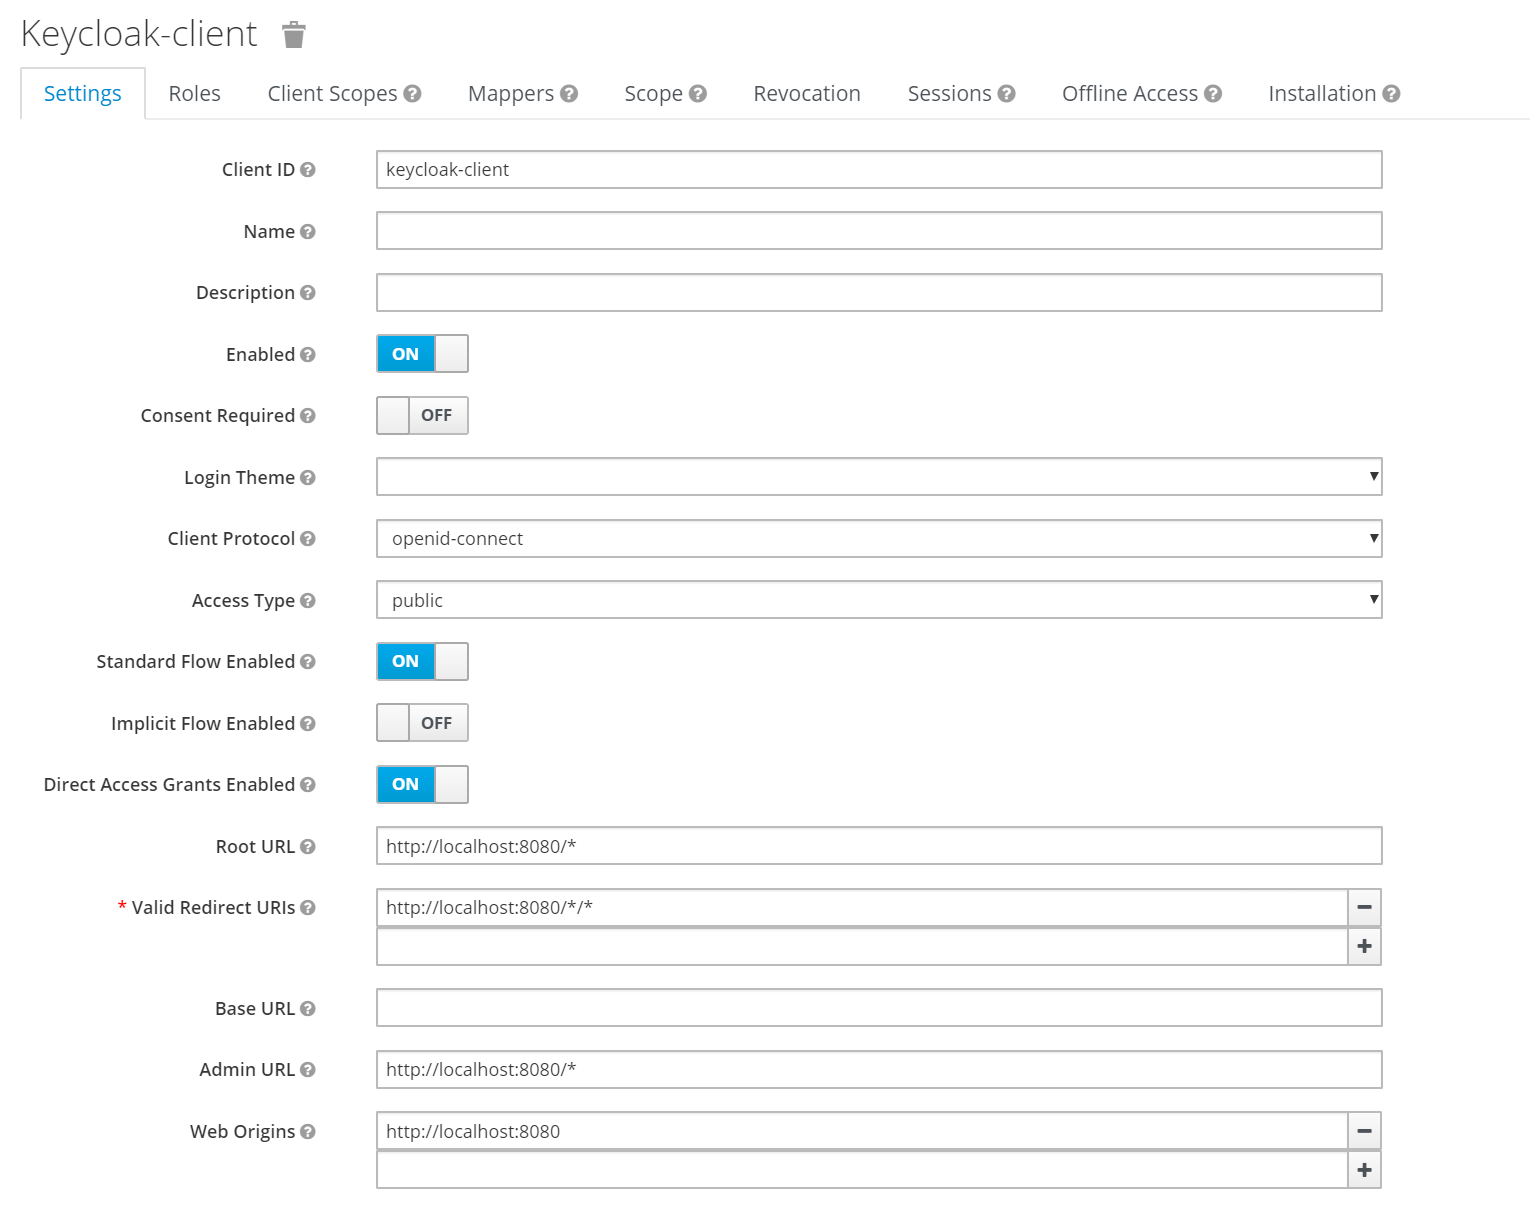 Keycloak-client
Settings Roles Client Scopes Mappers Scope Revocation Sessions Offline Access Installation
Client ID keycloak-client
Name
Description
Enabled ON
Consent Required OFF
Login Theme
Client Protocol openid-connect
Access Type public
Standard Flow Enabled ON
Implicit Flow Enabled OFF
Direct Access Grants Enabled ON
Root URL http://localhost:8080/*
* Valid Redirect URIs http://localhost:8080/*/*
Base URL
Admin URL http://localhost:8080/*
Web Origins http://localhost:8080